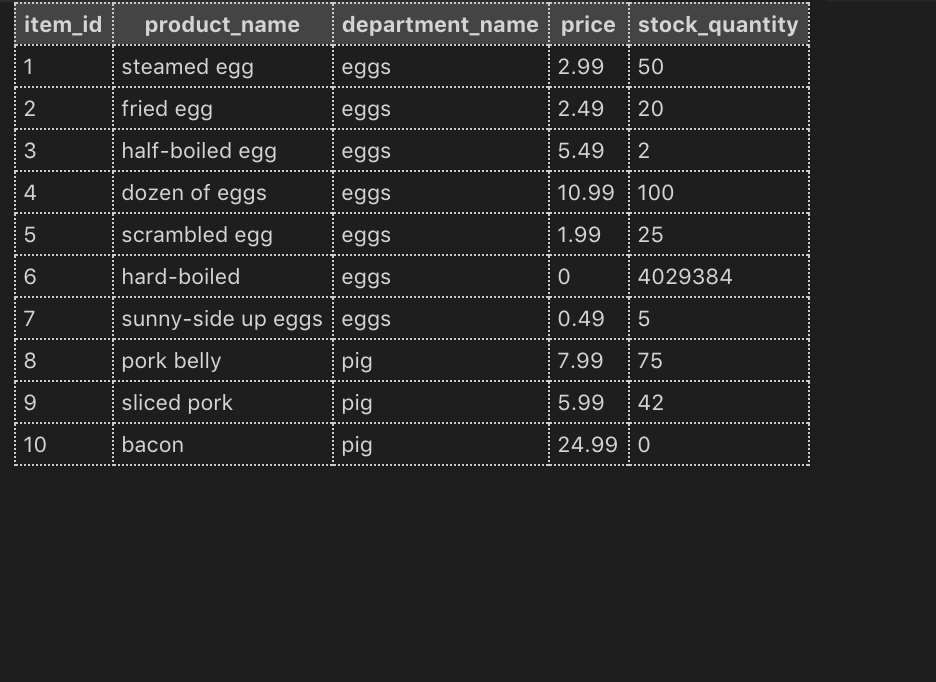 item_id product_name department_name price stock_quantity
1 steamed egg eggs 2.99 50
2 fried egg eggs 2.49 20
3 half-boiled egg eggs 5.49 2
4 dozen of eggs eggs 10.99 100
5 scrambled egg eggs 1.99 25
6 hard-boiled eggs 0 4029384
7 sunny-side up eggs eggs 0.49 5
8 pork belly pig 7.99 75
9 sliced pork pig 5.99 42
10 bacon pig 24.99 0